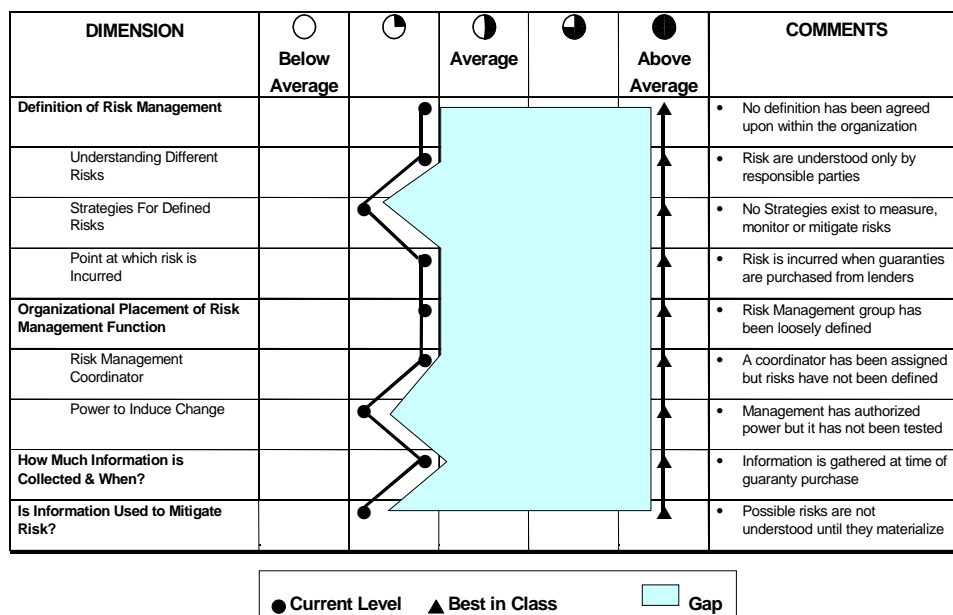 DIMENSION
Below
Average
Average
Above
Average
COMMENTS
Definition of Risk Management
• No definition has been agreed
upon within the organization
Understanding Different
Risks
• Risk are understood only by
responsible parties
Strategies For Defined
Risks
• No Strategies exist to measure,
monitor or mitigate risks
Point at which risk is
Incurred
• Risk is incurred when guaranties
are purchased from lenders
Organizational Placement of Risk
Management Function
• Risk Management group has
been loosely defined
Risk Management
Coordinator
• A coordinator has been assigned
but risks have not been defined
Power to Induce Change
• Management has authorized
power but it has not been tested
How Much Information is
Collected & When?
• Information is gathered at time of
guaranty purchase
Is Information Used to Mitigate
Risk?
• Possible risks are not
understood until they materialize
Current Level Best in Class Gap